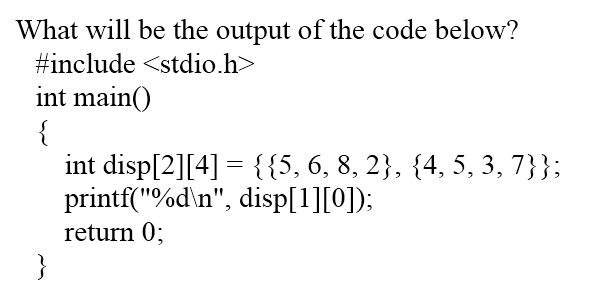 What will be the output of the code below?
#include <stdio.h>
int main()
{
int disp[2][4] = {{5, 6, 8, 2}, {4, 5, 3, 7}};
printf("%d\n", disp[1][0]);
return 0;
}